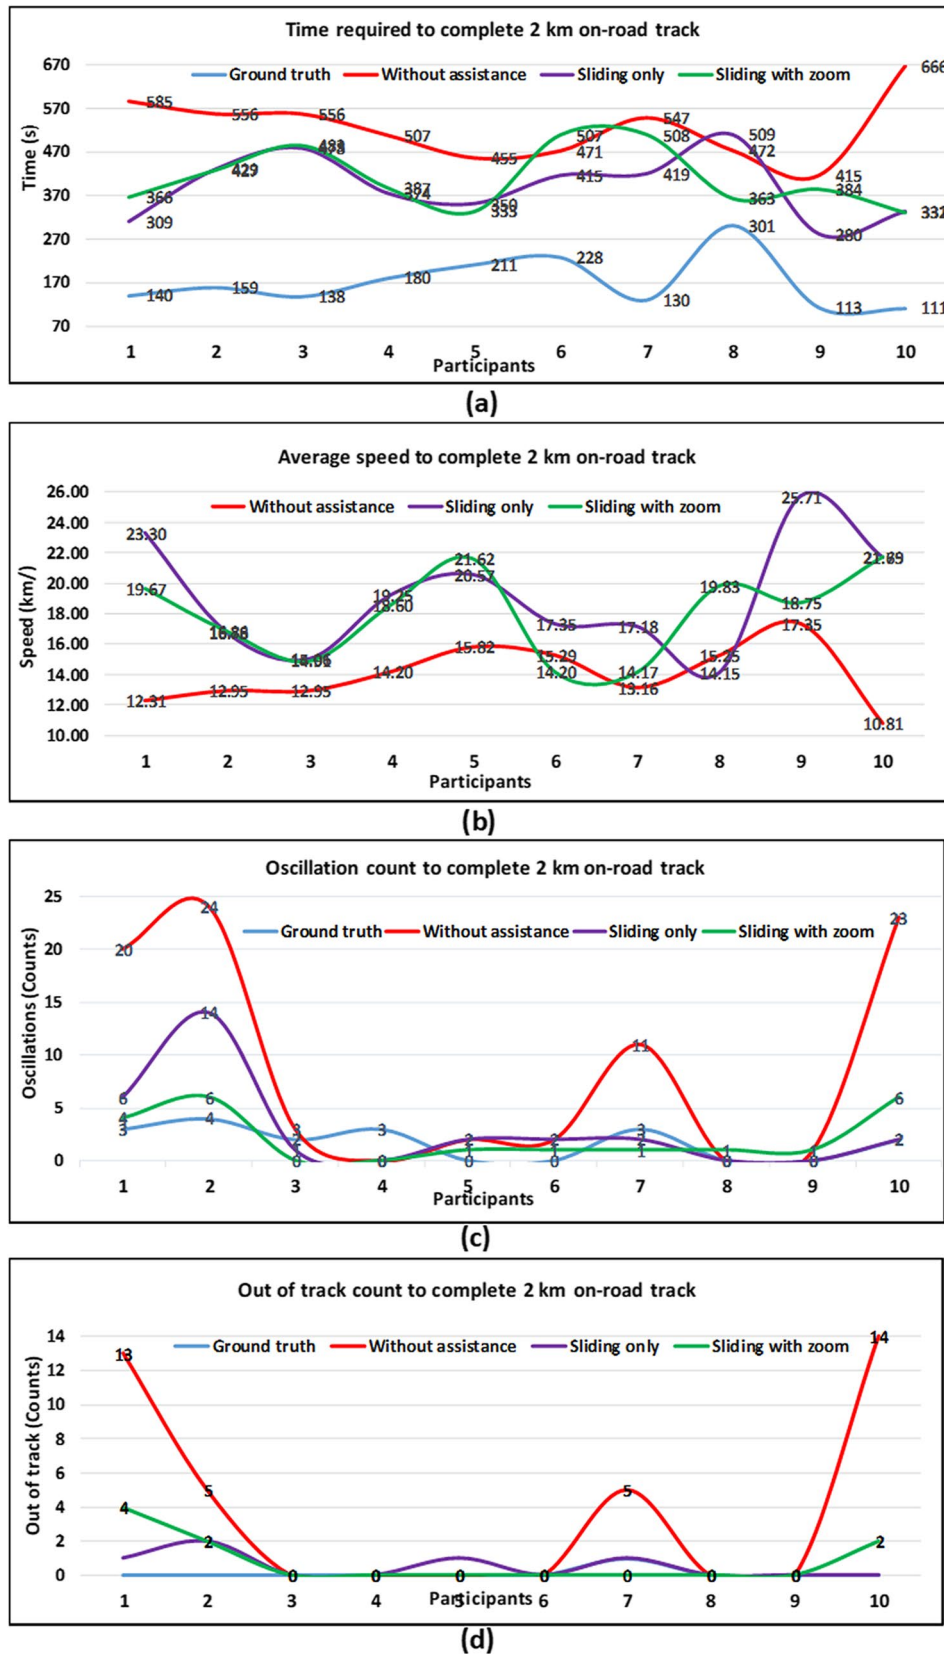 Time required to complete 2 km on-road track
Ground truth Without assistance Sliding only Sliding with zoom
Time (s)
670
570
470
370
270
170
70
585 556 556 507 455 471 547 472 415 666
309 415 419 509 280
366 387 333 507 508 363 384 332
140 159 138 180 211 228 130 301 113 111
1 2 3 4 5 6 7 8 9 10
Participants
(a)
Average speed to complete 2 km on-road track
Without assistance Sliding only Sliding with zoom
Speed (km/)
26.00
24.00
22.00
20.00
18.00
16.00
14.00
12.00
10.00
23.30 19.25 20.57 17.35 17.18 14.15 25.71
19.67 18.60 21.62 14.20 14.17 19.83 18.75
12.31 12.95 12.95 14.20 15.82 15.29 13.16 15.25 17.35 10.81
1 2 3 4 5 6 7 8 9 10
Participants
(b)
Oscillation count to complete 2 km on-road track
Ground truth Without assistance Sliding only Sliding with zoom
Oscillations (Counts)
25
20
15
10
5
0
20 24 3 0 2 2 11 0 23
6 14 1 2
4 6 0 1 1 1 1 6
3 4 2 3 0 0 3 0
1 2 3 4 5 6 7 8 9 10
Participants
(c)
Out of track count to complete 2 km on-road track
Ground truth Without assistance Sliding only Sliding with zoom
Out of track (Counts)
14
12
10
8
6
4
2
0
13 5 5 14
4 2 0 0 0 0 0 0 0 2
1 2 3 4 5 6 7 8 9 10
Participants
(d)